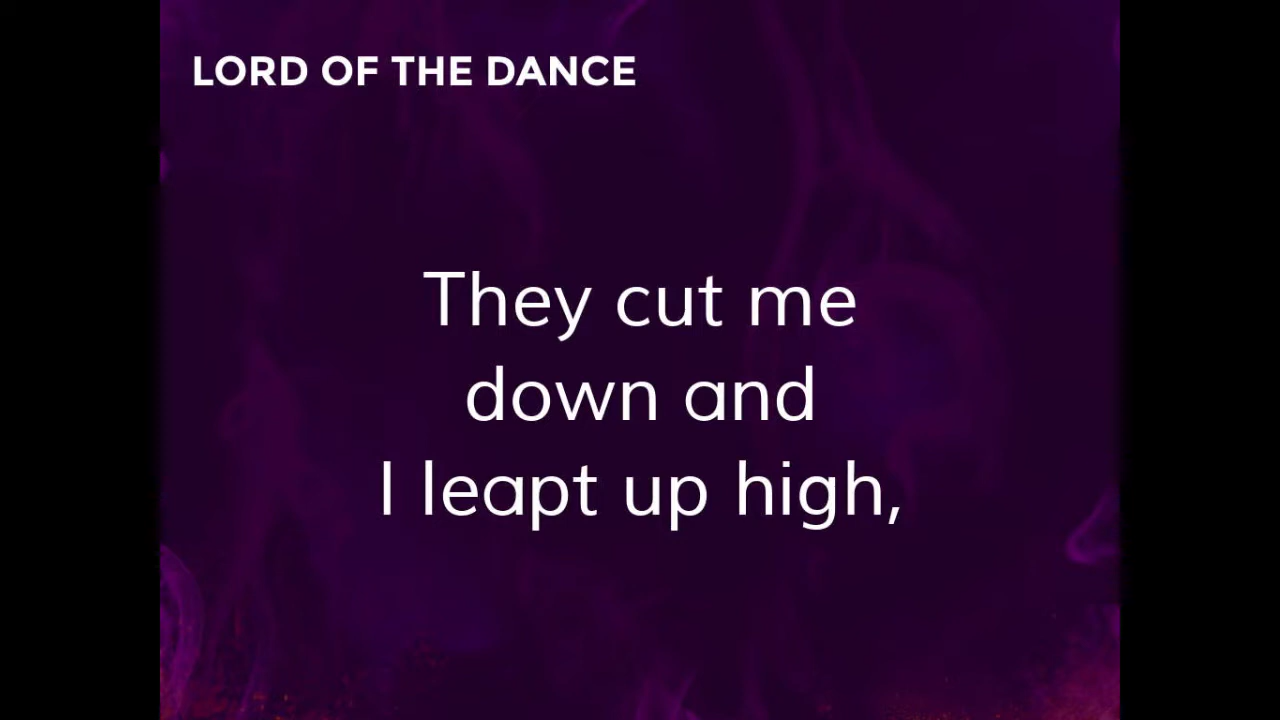 LORD OF THE DANCE
They cut me
down and
I leapt up high,